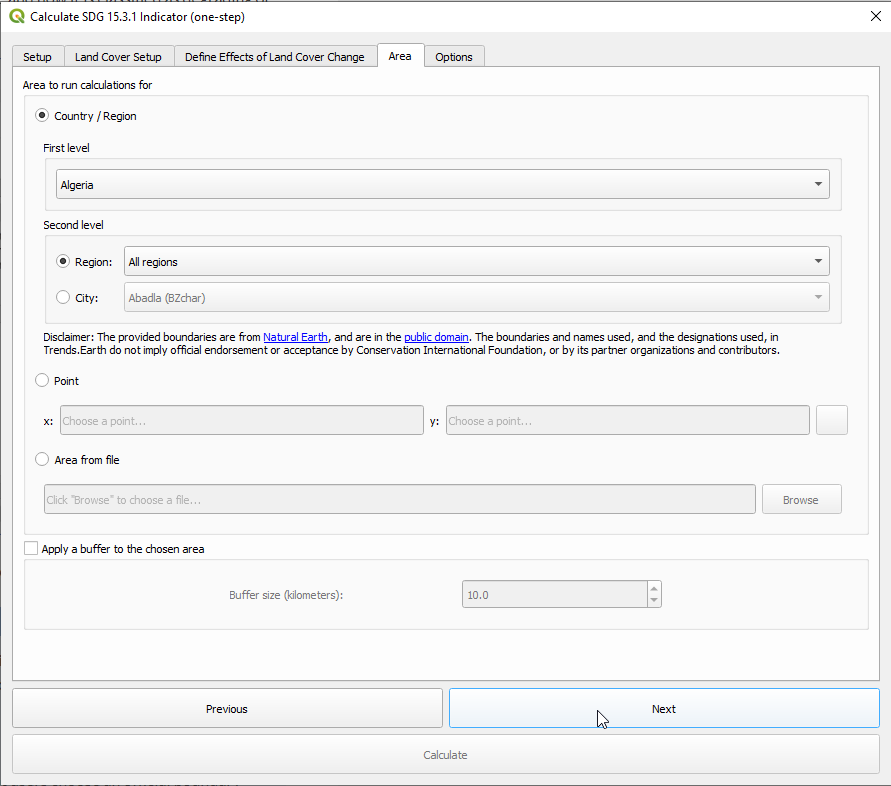 Calculate SDG 15.3.1 Indicator (one-step)
Setup
Land Cover Setup
Define Effects of Land Cover Change
Area
Options
Area to run calculations for
Country / Region
First level
Algeria
Second level
Region:
All regions
City:
Abadla (BZchar)
Disclaimer: The provided boundaries are from Natural Earth, and are in the public domain. The boundaries and names used, and the designations used, in
Trends.Earth do not imply official endorsement or acceptance by Conservation International Foundation, or by its partner organizations and contributors.
Point
x:
Choose a point...
y:
Choose a point...
Area from file
Click "Browse" to choose a file...
Browse
Apply a buffer to the chosen area
Buffer size (kilometers):
10.0
Previous
Next
Calculate